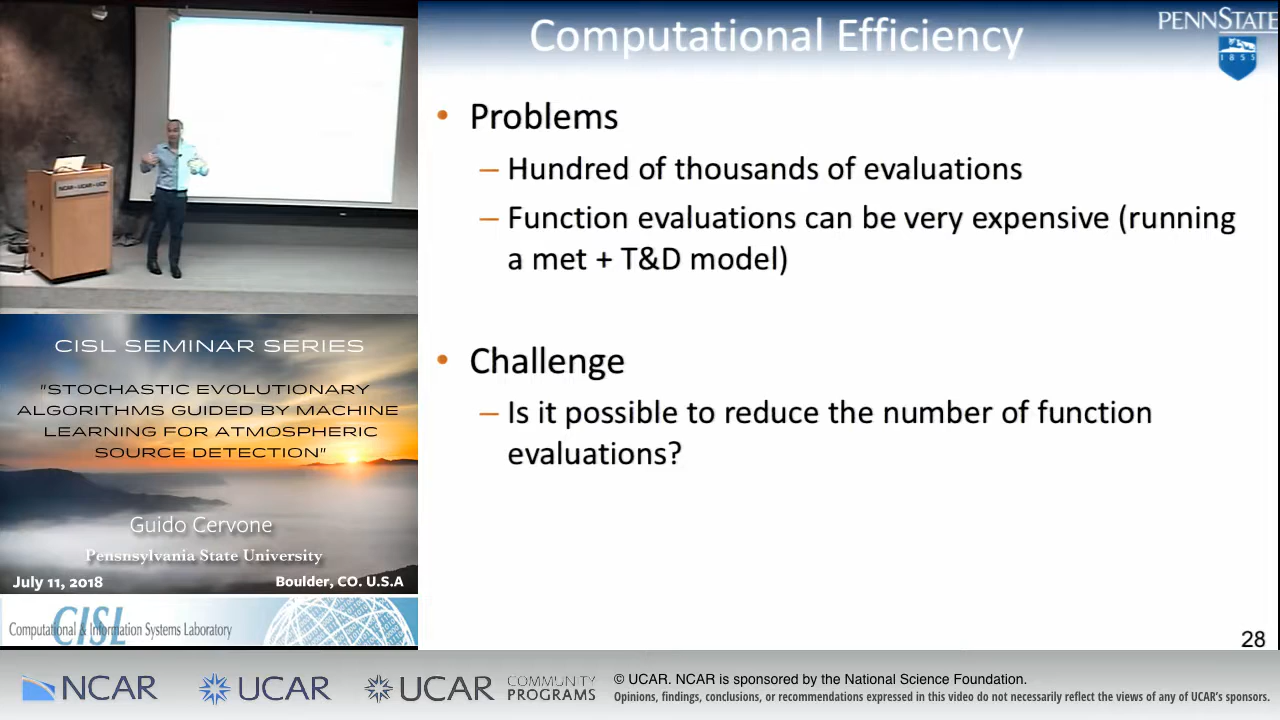 Computational Efficiency
PENNSTATE
1855
• Problems
– Hundred of thousands of evaluations
– Function evaluations can be very expensive (running
a met + T&D model)
• Challenge
– Is it possible to reduce the number of function
evaluations?
28
NCAR-UCAR-UCP
CISL SEMINAR SERIES
"STOCHASTIC EVOLUTIONARY
ALGORITHMS GUIDED BY MACHINE
LEARNING FOR ATMOSPHERIC
SOURCE DETECTION"
Guido Cervone
Pensnsylvania State University
July 11, 2018
Boulder, CO. U.S.A
CISL
Computational & Information Systems Laboratory
NCAR
UCAR
UCAR
COMMUNITY
PROGRAMS
© UCAR. NCAR is sponsored by the National Science Foundation.
Opinions, findings, conclusions, or recommendations expressed in this video do not necessarily reflect the views of any of UCAR's sponsors.